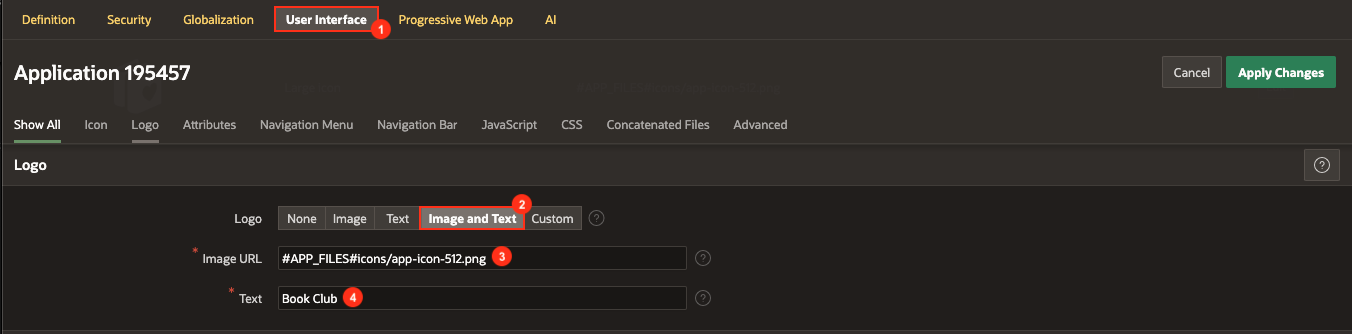 Definition Security Globalization User Interface Progressive Web App AI
1
Application 195457
Cancel Apply Changes
Show All Icon Logo Attributes Navigation Menu Navigation Bar JavaScript CSS Concatenated Files Advanced
Logo ?
2
Logo None Image Text Image and Text Custom ?
* Image URL #APP_FILES#icons/app-icon-512.png 3 ?
* Text Book Club 4 ?